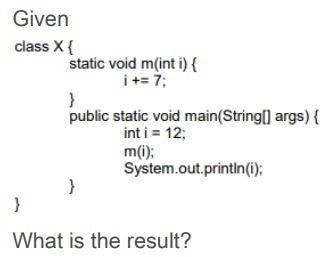 Given
class X {
static void m(int i) {
i += 7;
}
public static void main(String[] args) {
int i = 12;
m(i);
System.out.println(i);
}
}
What is the result?